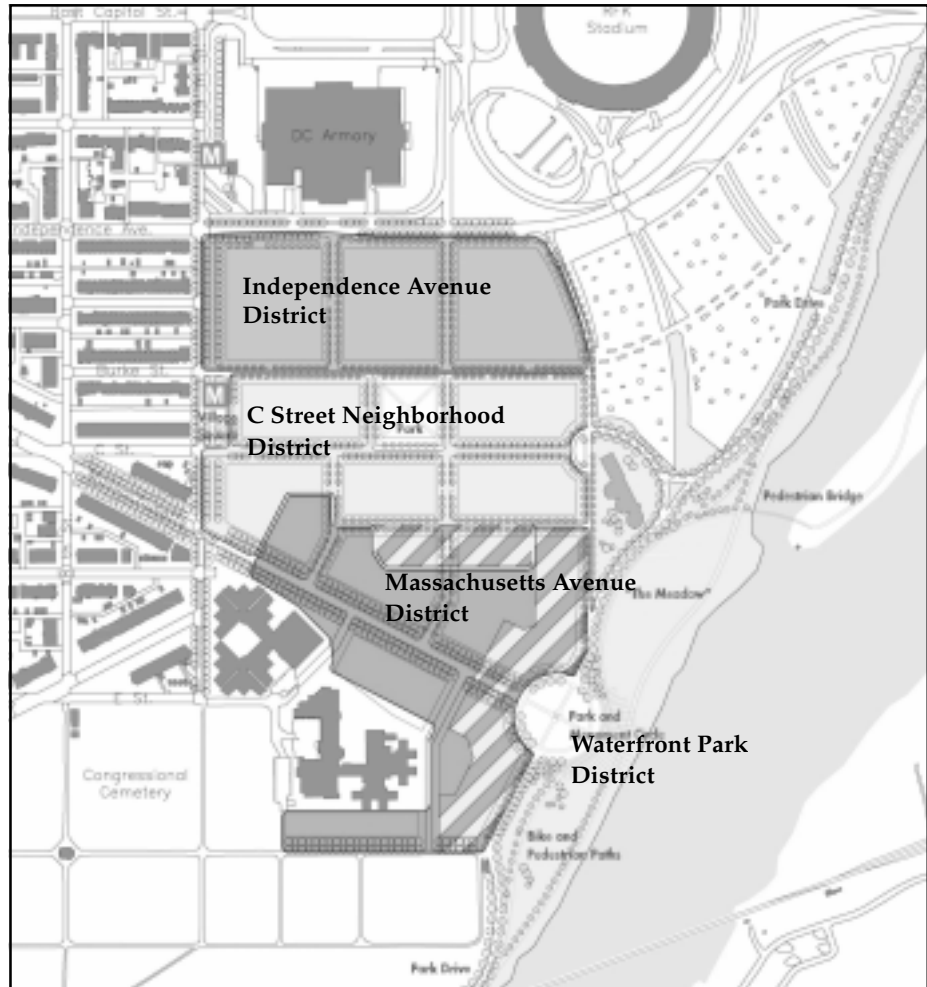 East Capitol St.
RFK
Stadium
DC Armory
M
Independence Ave.
Independence Avenue
District
Park Drive
Burke St.
M
Village
C Street Neighborhood
District
Park
C St.
Pedestrian Bridge
Massachusetts Avenue
District
"The Meadow"
E St.
Park and
Monument
Waterfront Park
District
Congressional
Cemetery
Bike and
Pedestrian Paths
Park Drive